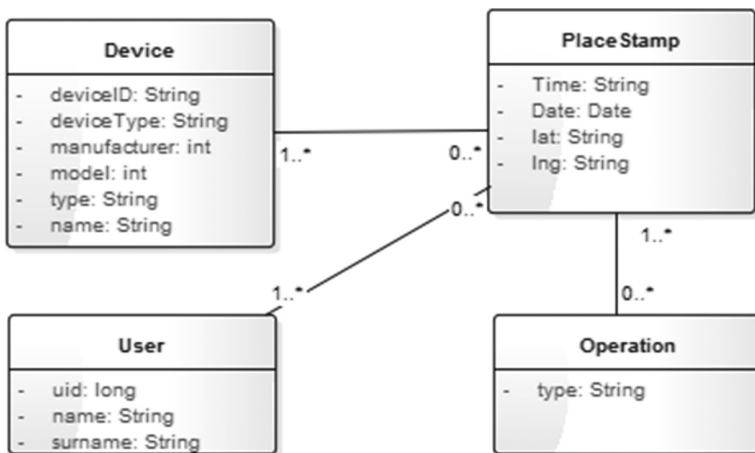 Device
- deviceID: String
- deviceType: String
- manufacturer: int
- model: int
- type: String
- name: String
PlaceStamp
- Time: String
- Date: Date
- lat: String
- lng: String
1..*
0..*
0..*
1..*
1..*
0..*
User
- uid: long
- name: String
- surname: String
Operation
- type: String